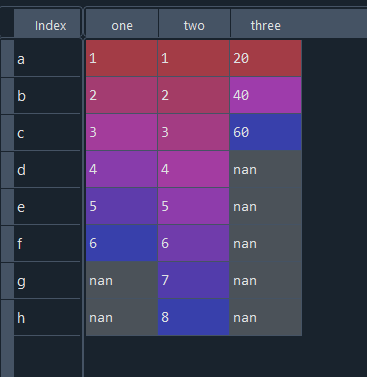 Index one two three
a 1 1 20
b 2 2 40
c 3 3 60
d 4 4 nan
e 5 5 nan
f 6 6 nan
g nan 7 nan
h nan 8 nan